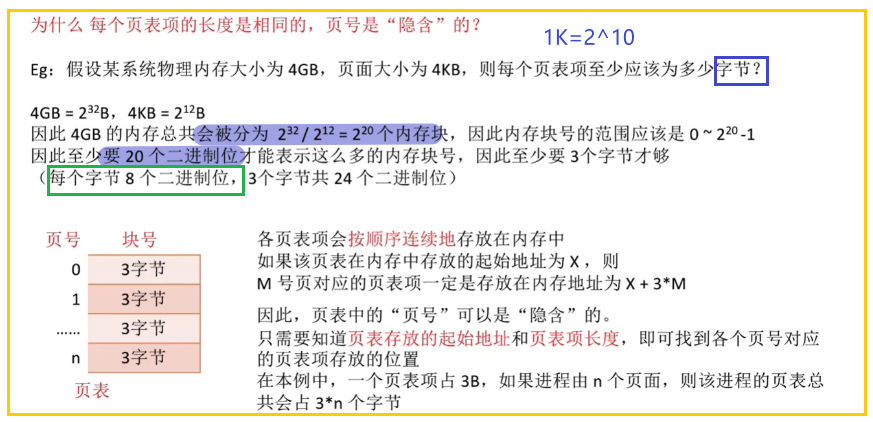 为什么 每个页表项的长度是相同的，页号是“隐含”的？
1K=2^10
Eg：假设某系统物理内存大小为 4GB，页面大小为 4KB，则每个页表项至少应该为多少字节？
4GB = 2³²B，4KB = 2¹²B
因此 4GB 的内存总共会被分为 2³² / 2¹² = 2²⁰ 个内存块，因此内存块号的范围应该是 0 ~ 2²⁰ -1
因此至少要 20 个二进制位才能表示这么多的内存块号，因此至少要 3个字节才够
（每个字节 8 个二进制位，3个字节共 24 个二进制位）
页号 块号
0 3字节
1 3字节
…… 3字节
n 3字节
页表
各页表项会按顺序连续地存放在内存中
如果该页表在内存中存放的起始地址为 X ，则
M 号页对应的页表项一定是存放在内存地址为 X + 3*M
因此，页表中的“页号”可以是“隐含”的。
只需要知道页表存放的起始地址和页表项长度，即可找到各个页号对应
的页表项存放的位置
在本例中，一个页表项占 3B，如果进程由 n 个页面，则该进程的页表总
共会占 3*n 个字节